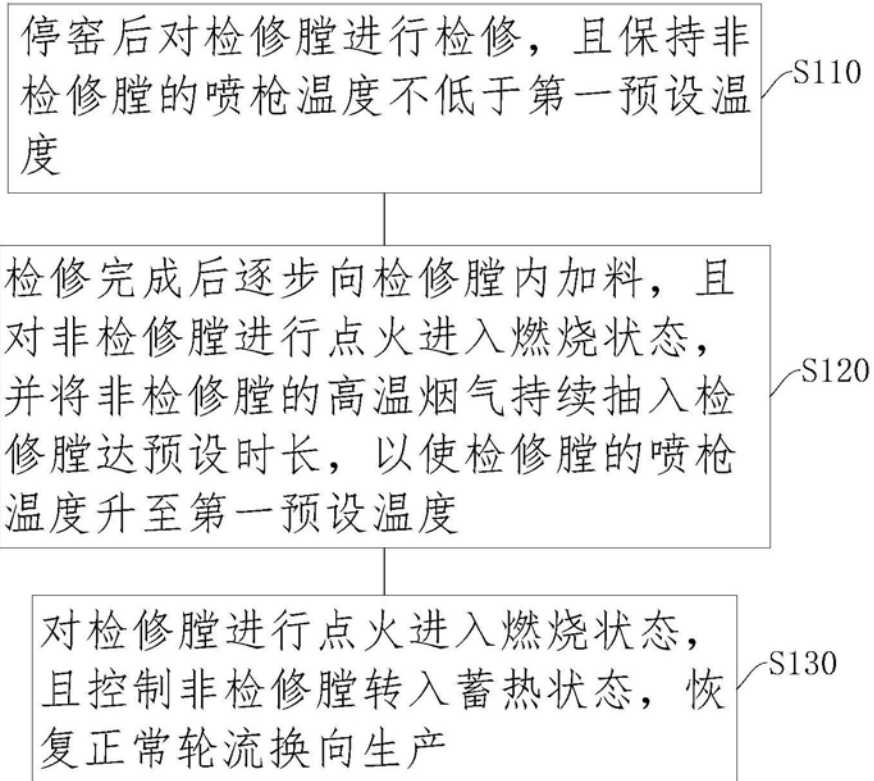 停窑后对检修膛进行检修，且保持非
检修膛的喷枪温度不低于第一预设温
度
S110
检修完成后逐步向检修膛内加料，且
对非检修膛进行点火进入燃烧状态，
并将非检修膛的高温烟气持续抽入检
修膛达预设时长，以使检修膛的喷枪
温度升至第一预设温度
S120
对检修膛进行点火进入燃烧状态，
且控制非检修膛转入蓄热状态，恢
复正常轮流换向生产
S130